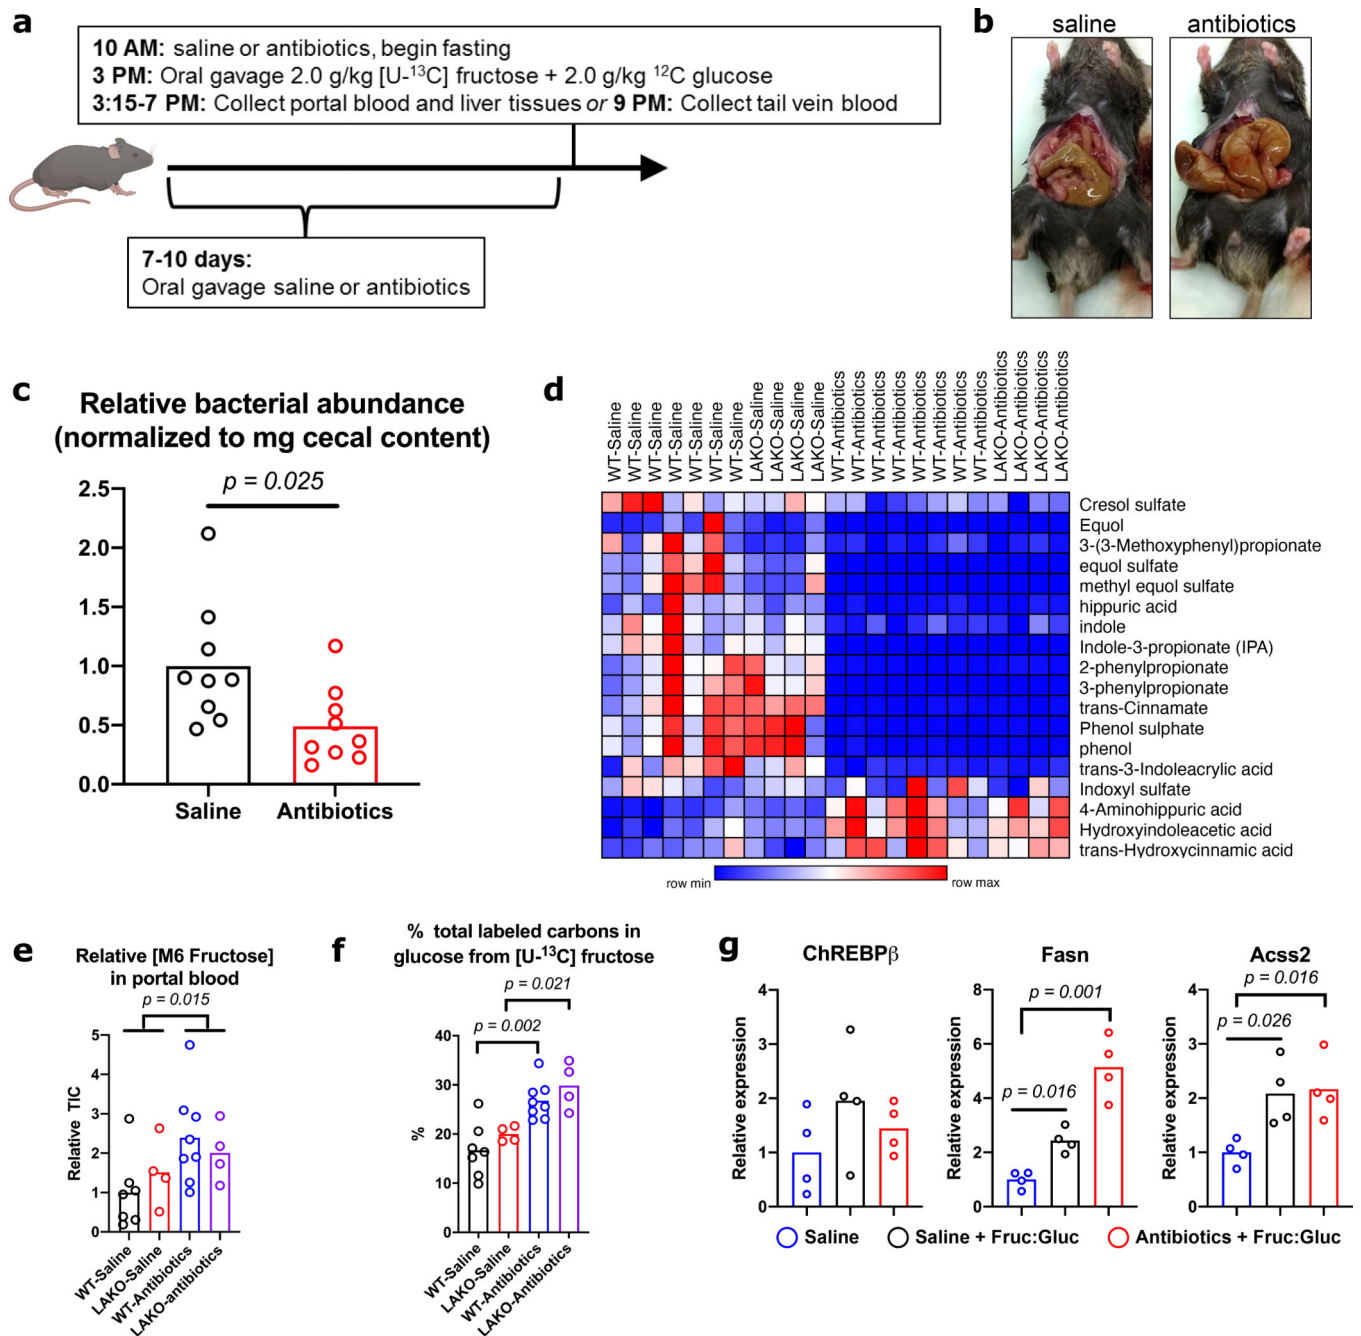 a
10 AM: saline or antibiotics, begin fasting
3 PM: Oral gavage 2.0 g/kg [U-¹³C] fructose + 2.0 g/kg ¹²C glucose
3:15-7 PM: Collect portal blood and liver tissues or 9 PM: Collect tail vein blood
7-10 days:
Oral gavage saline or antibiotics
b
saline
antibiotics
c
Relative bacterial abundance
(normalized to mg cecal content)
p = 0.025
2.5
2.0
1.5
1.0
0.5
0.0
Saline
Antibiotics
d
WT-Saline
WT-Saline
WT-Saline
WT-Saline
WT-Saline
WT-Saline
WT-Saline
LAKO-Saline
LAKO-Saline
LAKO-Saline
LAKO-Saline
WT-Antibiotics
WT-Antibiotics
WT-Antibiotics
WT-Antibiotics
WT-Antibiotics
WT-Antibiotics
WT-Antibiotics
WT-Antibiotics
LAKO-Antibiotics
LAKO-Antibiotics
LAKO-Antibiotics
LAKO-Antibiotics
Cresol sulfate
Equol
3-(3-Methoxyphenyl)propionate
equol sulfate
methyl equol sulfate
hippuric acid
indole
Indole-3-propionate (IPA)
2-phenylpropionate
3-phenylpropionate
trans-Cinnamate
Phenol sulphate
phenol
trans-3-Indoleacrylic acid
Indoxyl sulfate
4-Aminohippuric acid
Hydroxyindoleacetic acid
trans-Hydroxycinnamic acid
row min
row max
e
Relative [M6 Fructose]
in portal blood
p = 0.015
Relative TIC
5
4
3
2
1
0
WT-Saline
LAKO-Saline
WT-Antibiotics
LAKO-antibiotics
f
% total labeled carbons in
glucose from [U-¹³C] fructose
p = 0.021
p = 0.002
%
40
30
20
10
0
WT-Saline
LAKO-Saline
WT-Antibiotics
LAKO-Antibiotics
g
ChREBPβ
Relative expression
4
3
2
1
0
Fasn
p = 0.001
p = 0.016
Relative expression
8
6
4
2
0
Acss2
p = 0.016
p = 0.026
Relative expression
4
3
2
1
0
Saline
Saline + Fruc:Gluc
Antibiotics + Fruc:Gluc